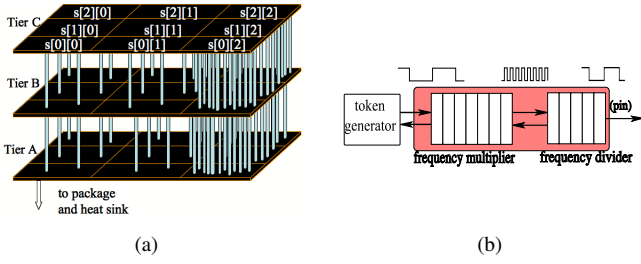 Tier C
s[2][0] s[2][1] s[2][2]
s[1][0] s[1][1] s[1][2]
s[0][0] s[0][1] s[0][2]
Tier B
Tier A
to package
and heat sink
(a)
token
generator
(pin)
frequency multiplier frequency divider
(b)